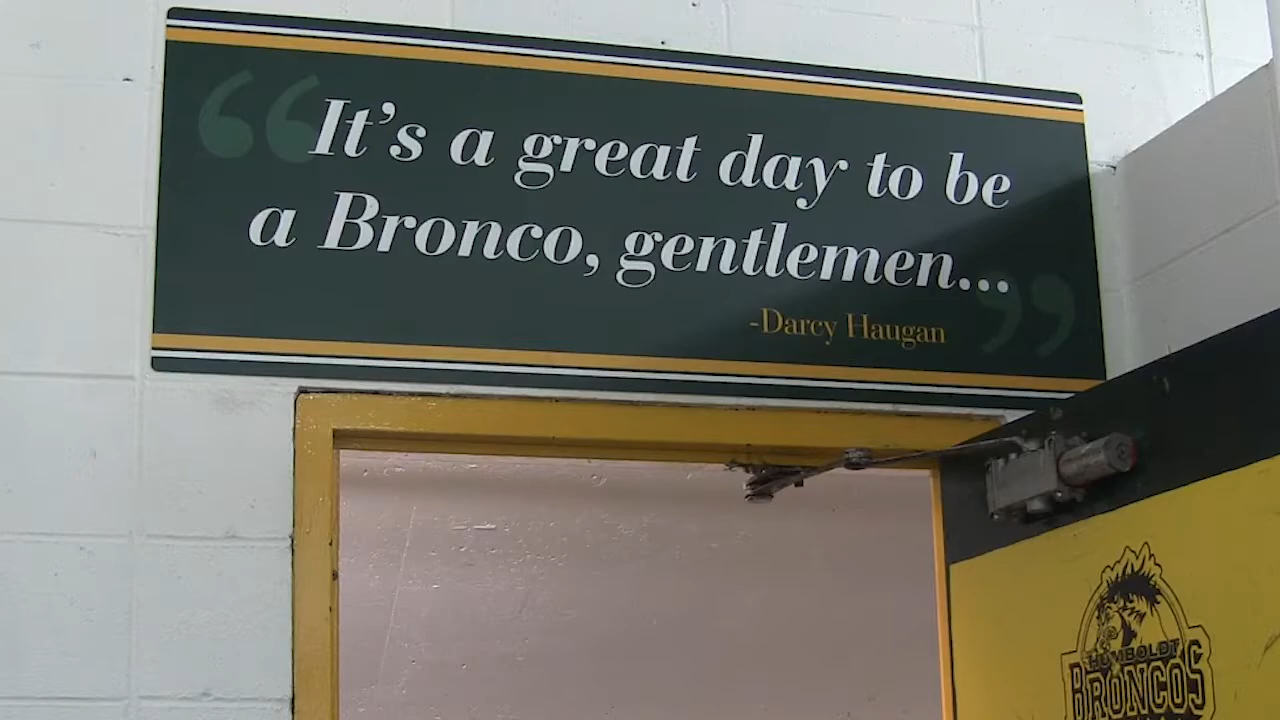 “It’s a great day to be
a Bronco, gentlemen...”
-Darcy Haugan
HUMBOLDT
BRONCOS